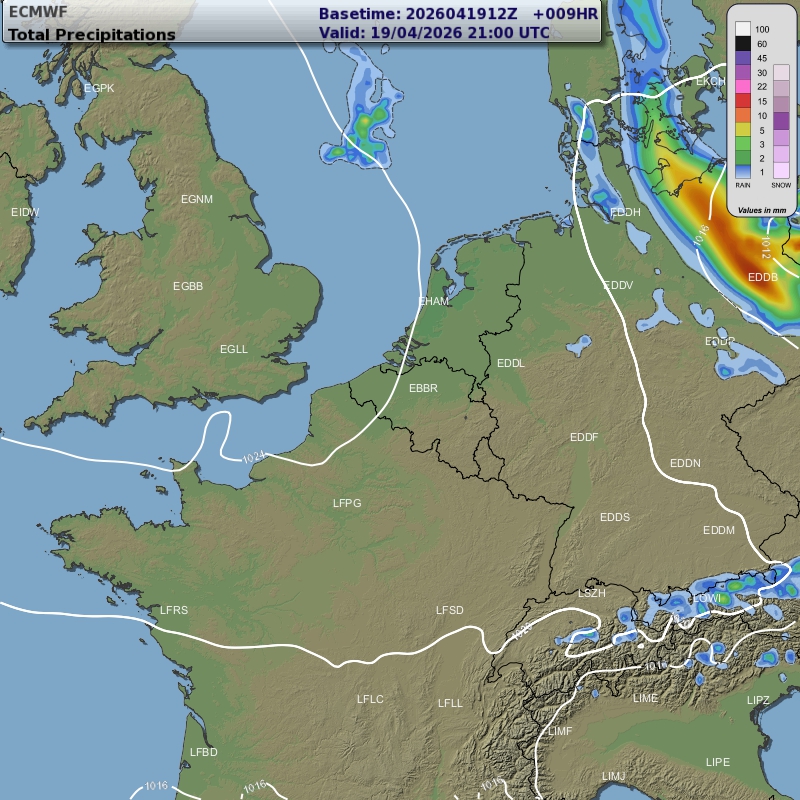 ECMWF
Basetime: 2026041912Z +009HR
Total Precipitations
Valid: 19/04/2026 21:00 UTC
100
60
45
30
22
15
10
5
3
2
1
RAIN
SNOW
Values in mm
EGPK
EKCH
EGNM
EIDW
EDDH
1016
1012
EDDB
EGBB
EDDV
EHAM
EGLL
EDDP
EDDL
EBBR
EDDF
1024
EDDN
LFPG
EDDS
EDDM
LSZH
LOWI
LFRS
LFSD
1020
1016
LFLC
LFLL
LIME
LIPZ
LIMF
LFBD
LIPE
LIMJ
1016
1016
1016